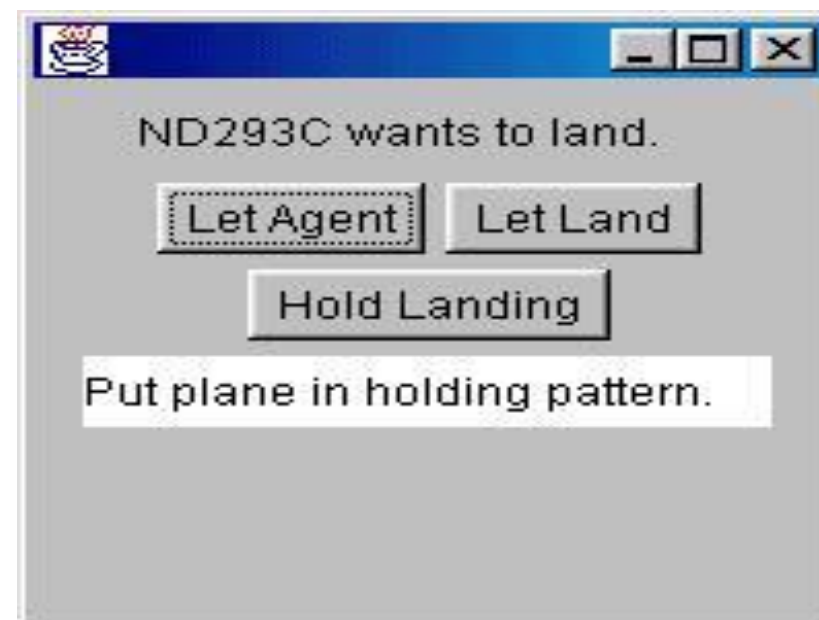 ND293C wants to land.
Let Agent Let Land
Hold Landing
Put plane in holding pattern.